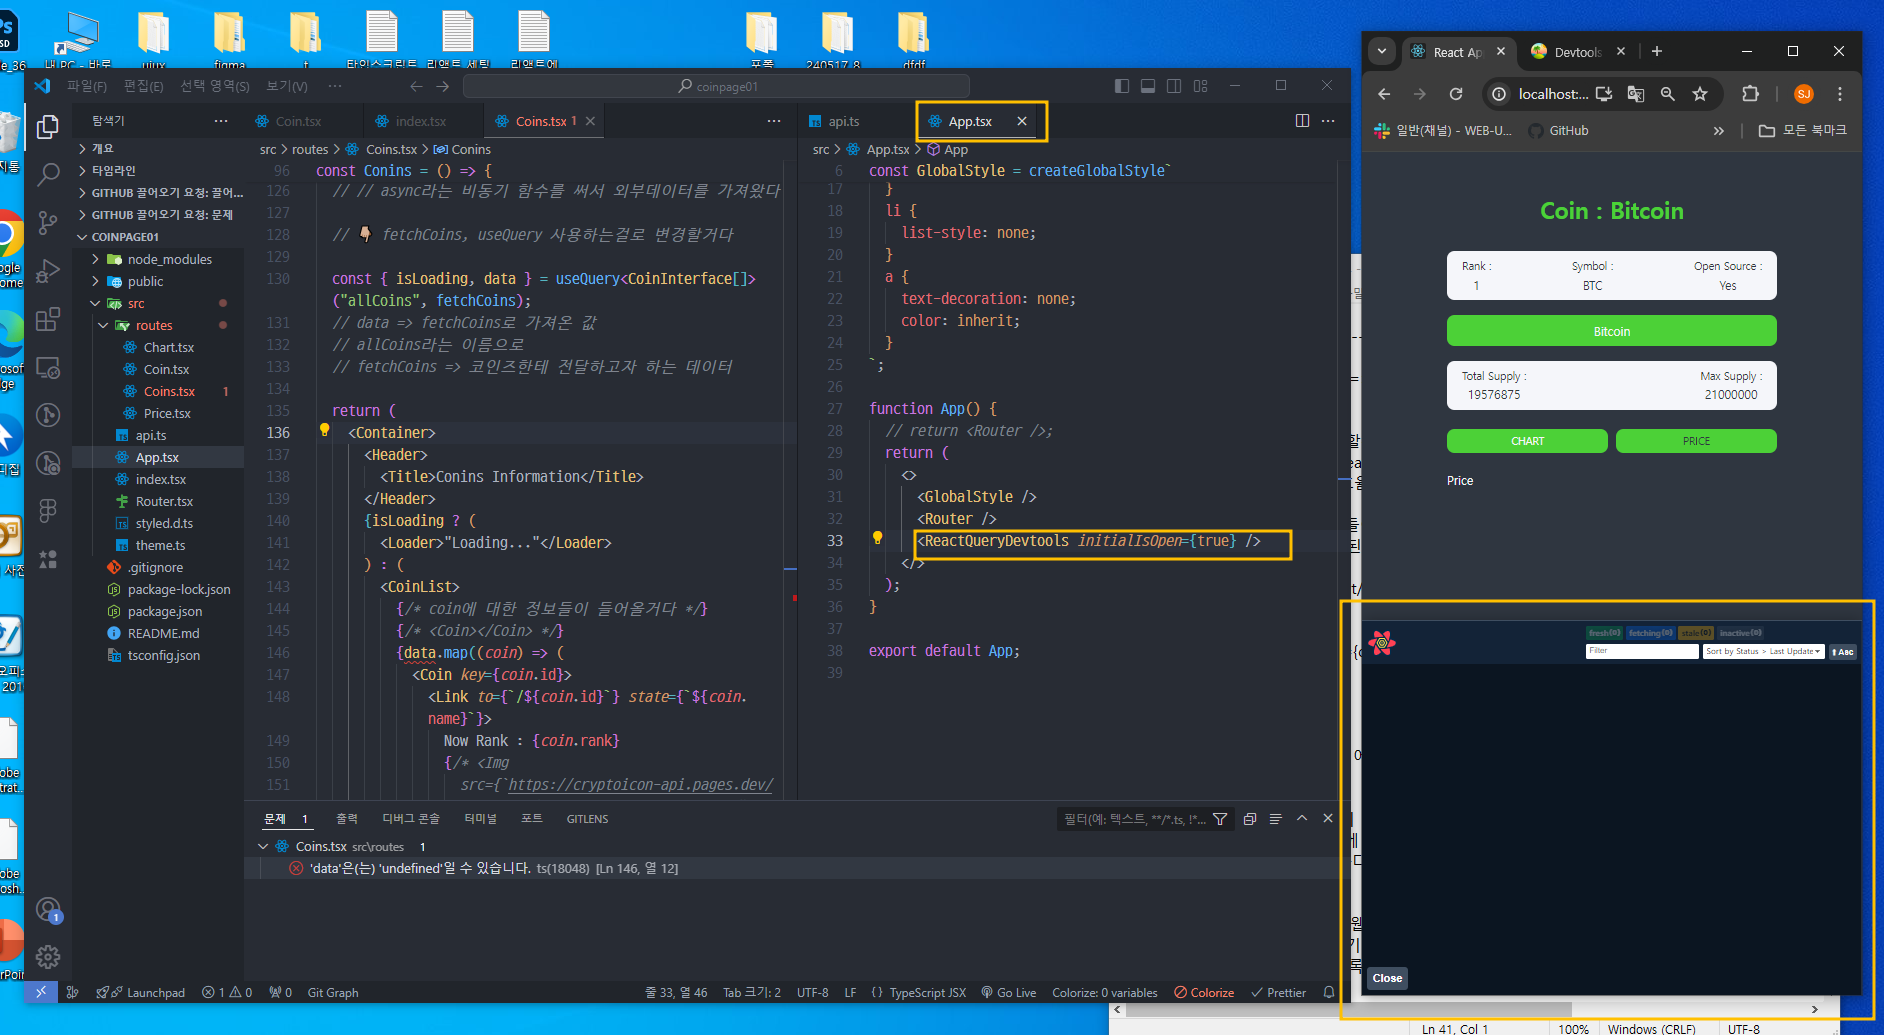 내 PC - 바로
uiux
figma
t
타입스크립트
리액트 세팅
리액트에
포폴
240517_8
dfdf
파일(F)
편집(E)
선택 영역(S)
보기(V)
coinpage01
탐색기
개요
타임라인
GITHUB 끌어오기 요청: 끌어...
GITHUB 끌어오기 요청: 문제
COINPAGE01
node_modules
public
src
routes
Chart.tsx
Coin.tsx
Coins.tsx 1
Price.tsx
api.ts
App.tsx
index.tsx
Router.tsx
styled.d.ts
theme.ts
.gitignore
package-lock.json
package.json
README.md
tsconfig.json
Coin.tsx
index.tsx
Coins.tsx 1
src > routes > Coins.tsx > Conins
96 const Conins = () => {
126 // // async라는 비동기 함수를 써서 외부데이터를 가져왔다
127
128 // 👇🏽 fetchCoins, useQuery 사용하는걸로 변경할거다
129
130 const { isLoading, data } = useQuery<CoinInterface[]>
("allCoins", fetchCoins);
131 // data => fetchCoins로 가져온 값
132 // allCoins라는 이름으로
133 // fetchCoins => 코인즈한테 전달하고자 하는 데이터
134
135 return (
136 <Container>
137 <Header>
138 <Title>Conins Information</Title>
139 </Header>
140 {isLoading ? (
141 <Loader>"Loading..."</Loader>
142 ) : (
143 <CoinList>
144 {/* coin에 대한 정보들이 들어올거다 */}
145 {/* <Coin></Coin> */}
146 {data.map((coin) => (
147 <Coin key={coin.id}>
148 <Link to={`/${coin.id}`} state={`${coin.
name}`}>
149 Now Rank : {coin.rank}
150 {/* <Img
151 src={`https://cryptoicon-api.pages.dev/
api.ts
App.tsx
src > App.tsx > App
6 const GlobalStyle = createGlobalStyle`
17 }
18 li {
19 list-style: none;
20 }
21 a {
22 text-decoration: none;
23 color: inherit;
24 }
25 `;
26
27 function App() {
28 // return <Router />;
29 return (
30 <>
31 <GlobalStyle />
32 <Router />
33 <ReactQueryDevtools initialIsOpen={true} />
34 </>
35 );
36 }
37
38 export default App;
39
문제 1
출력
디버그 콘솔
터미널
포트
GITLENS
필터(예: 텍스트, **/*.ts, !*...
Coins.tsx src\routes 1
'data'은(는) 'undefined'일 수 있습니다. ts(18048) [Ln 146, 열 12]
Launchpad
1 0
0
Git Graph
줄 33, 열 46
Tab 크기: 2
UTF-8
LF
{} TypeScript JSX
Go Live
Colorize: 0 variables
Colorize
Prettier
React Ap
Devtools
localhost:...
SJ
일반(채널) - WEB-U...
GitHub
모든 북마크
Coin : Bitcoin
Rank :
1
Symbol :
BTC
Open Source :
Yes
Bitcoin
Total Supply :
19576875
Max Supply :
21000000
CHART
PRICE
Price
fresh (0)
fetching (0)
stale (0)
inactive (0)
Filter
Sort by Status > Last Update
Asc
Close
Ln 41, Col 1
100%
Windows (CRLF)
UTF-8